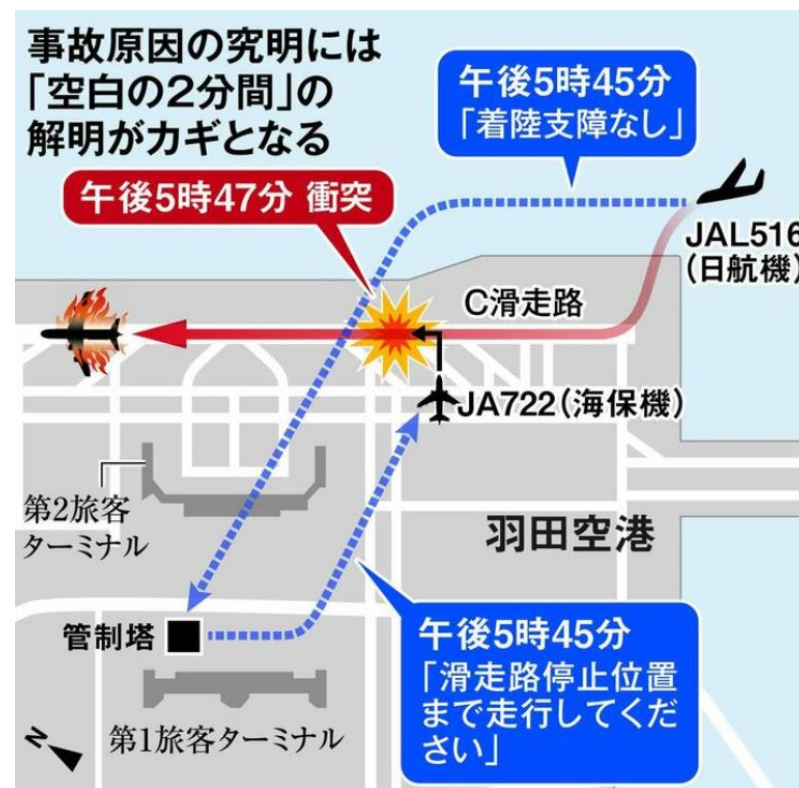 事故原因の究明には
「空白の2分間」の
解明がカギとなる
午後5時45分
「着陸支障なし」
午後5時47分 衝突
JAL516
(日航機)
C滑走路
JA722(海保機)
第2旅客
ターミナル
羽田空港
管制塔
午後5時45分
「滑走路停止位置
まで走行してくだ
さい」
第1旅客ターミナル
N